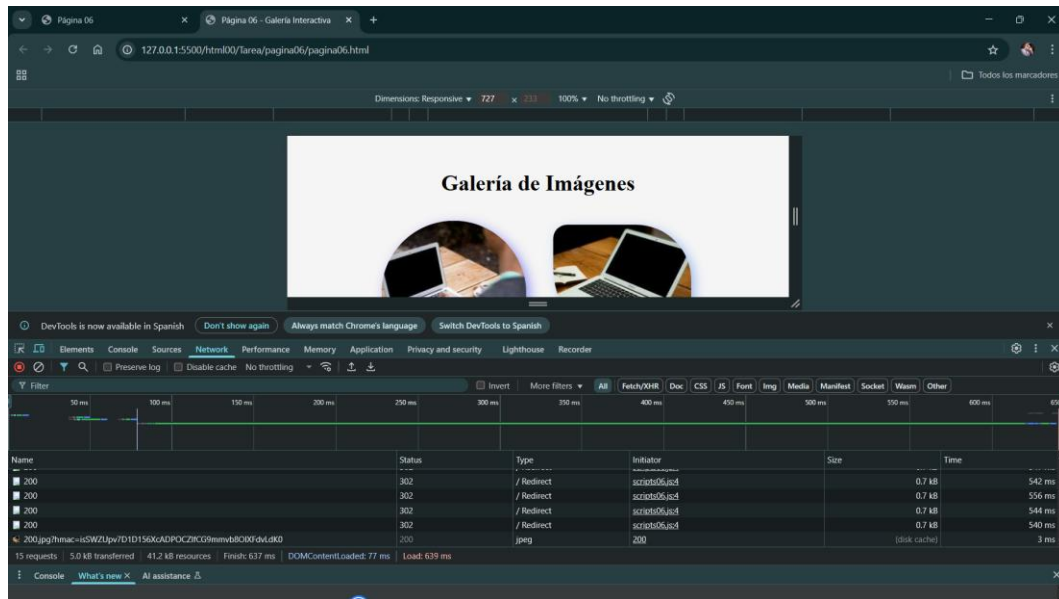 Página 06
Página 06 - Galería Interactiva
127.0.0.1:5500/html00/Tarea/pagina06/pagina06.html
Todos los marcadores
Dimensions: Responsive 727 x 233 100% No throttling
Galería de Imágenes
DevTools is now available in Spanish Don't show again Always match Chrome's language Switch DevTools to Spanish
Elements Console Sources Network Performance Memory Application Privacy and security Lighthouse Recorder
Preserve log Disable cache No throttling
Filter Invert More filters All Fetch/XHR Doc CSS JS Font Img Media Manifest Socket Wasm Other
50 ms 100 ms 150 ms 200 ms 250 ms 300 ms 350 ms 400 ms 450 ms 500 ms 550 ms 600 ms
Name Status Type Initiator Size Time
200 302 / Redirect scripts06.js:4 0.7 kB 542 ms
200 302 / Redirect scripts06.js:4 0.7 kB 556 ms
200 302 / Redirect scripts06.js:4 0.7 kB 544 ms
200 302 / Redirect scripts06.js:4 0.7 kB 540 ms
200 jpeg 200 (disk cache) 3 ms
15 requests 5.0 kB transferred 41.2 kB resources Finish: 637 ms DOMContentLoaded: 77 ms Load: 639 ms
Console What's new AI assistance